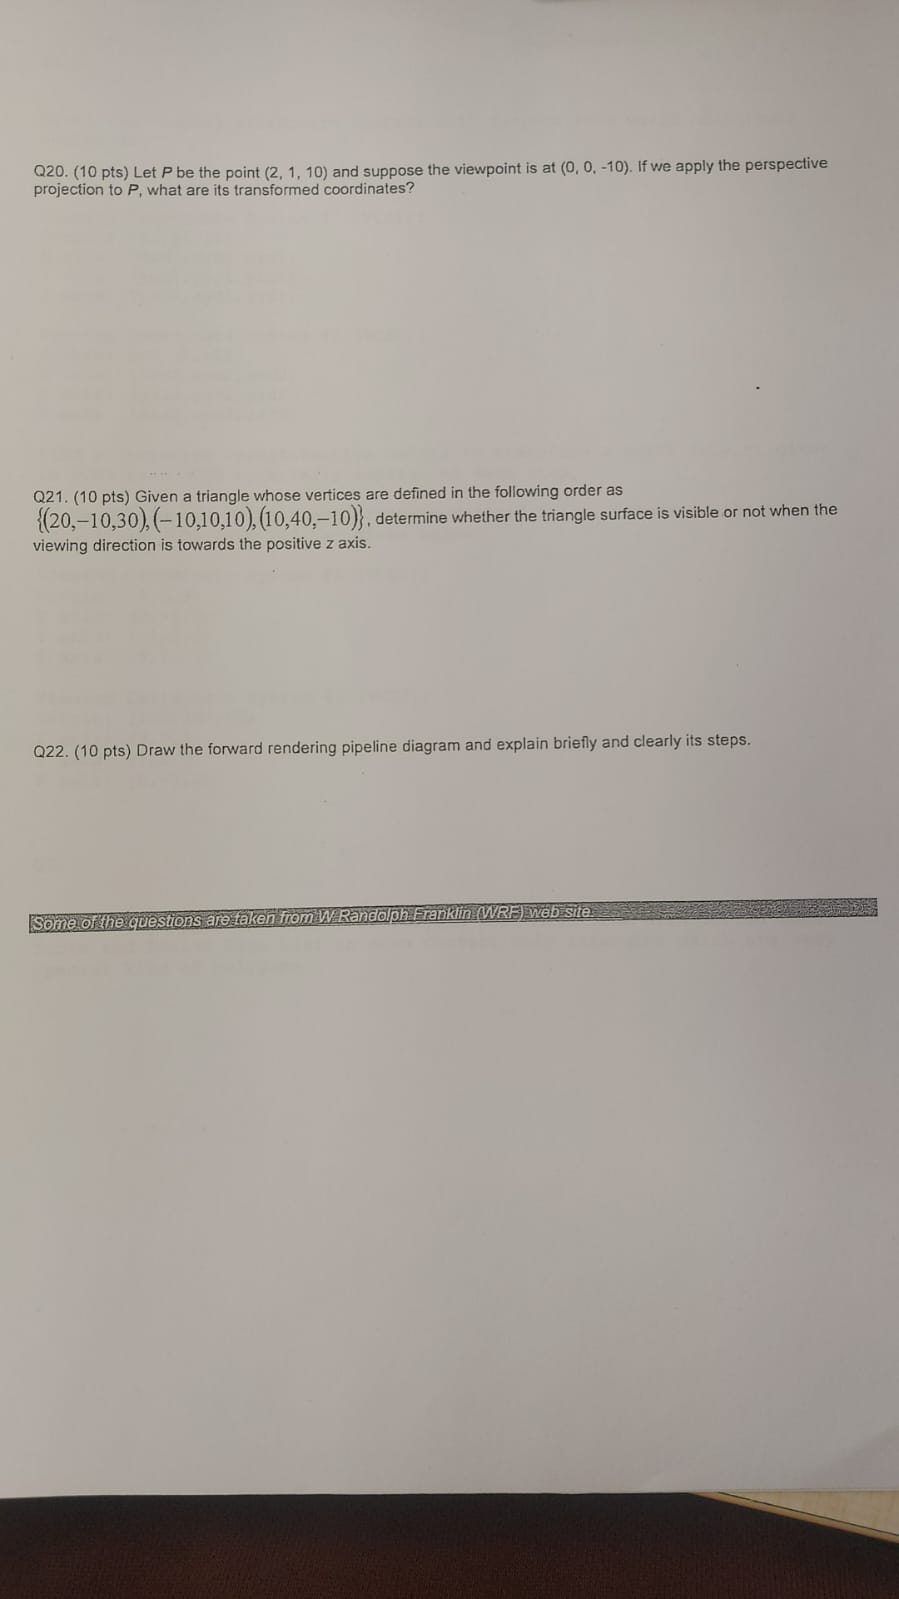 Q20. (10 pts) Let P be the point (2, 1, 10) and suppose the viewpoint is at (0, 0, -10). If we apply the perspective
projection to P, what are its transformed coordinates?
Q21. (10 pts) Given a triangle whose vertices are defined in the following order as
{(20,−10,30),(−10,10,10),(10,40,−10)}, determine whether the triangle surface is visible or not when the
viewing direction is towards the positive z axis.
Q22. (10 pts) Draw the forward rendering pipeline diagram and explain briefly and clearly its steps.
Some of the questions are taken from W Randolph Franklin (WRF) web site.